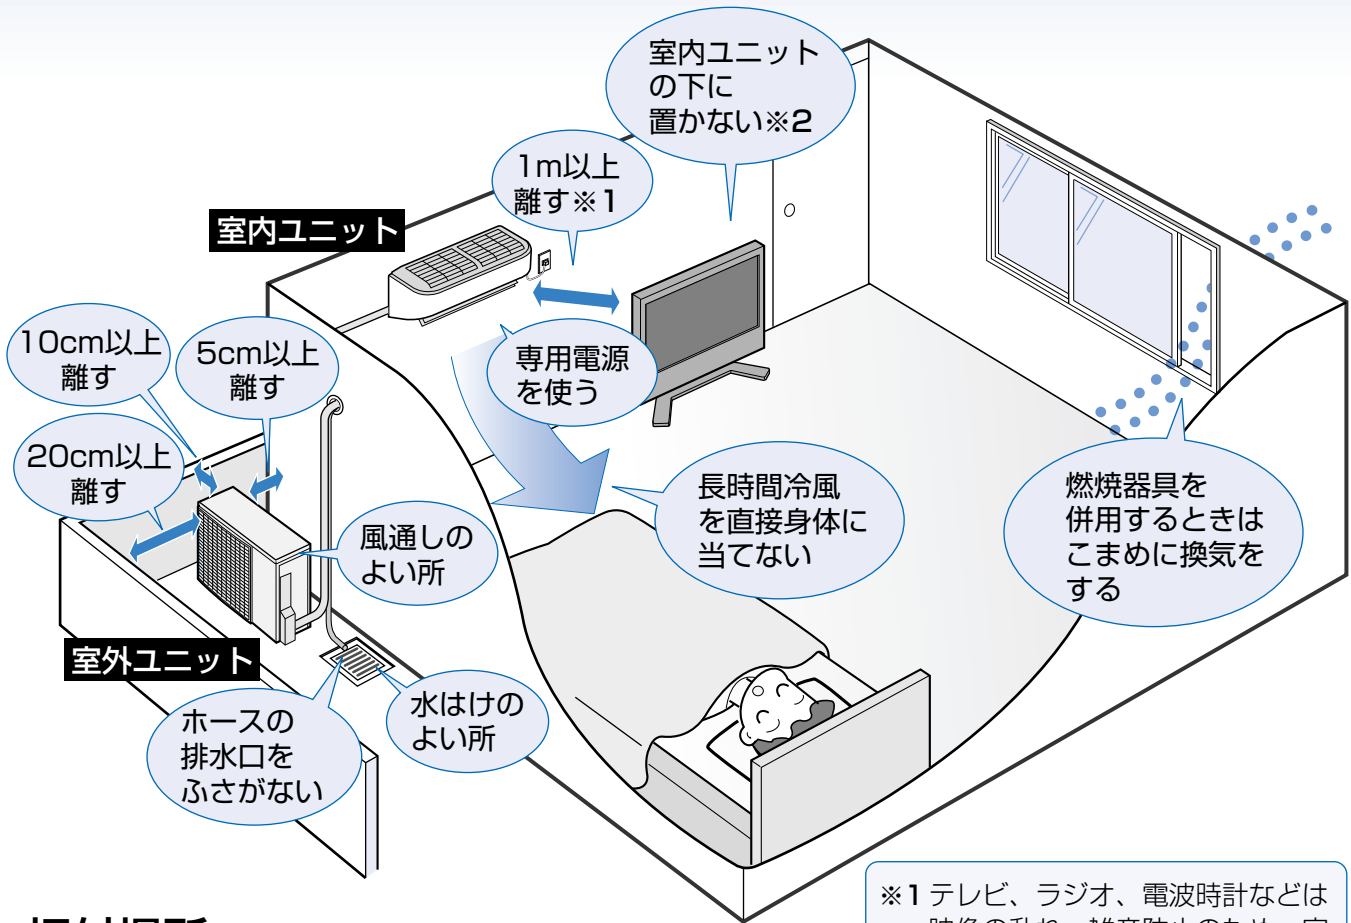 室内ユニット
の下に
置かない※2
1m以上
離す※1
室内ユニット
10cm以上
離す
5cm以上
離す
20cm以上
離す
専用電源
を使う
長時間冷風
を直接身体に
当てない
燃焼器具を
併用するときは
こまめに換気を
する
風通しの
よい所
室外ユニット
水はけの
よい所
ホースの
排水口を
ふさがない
※1 テレビ、ラジオ、電波時計などは